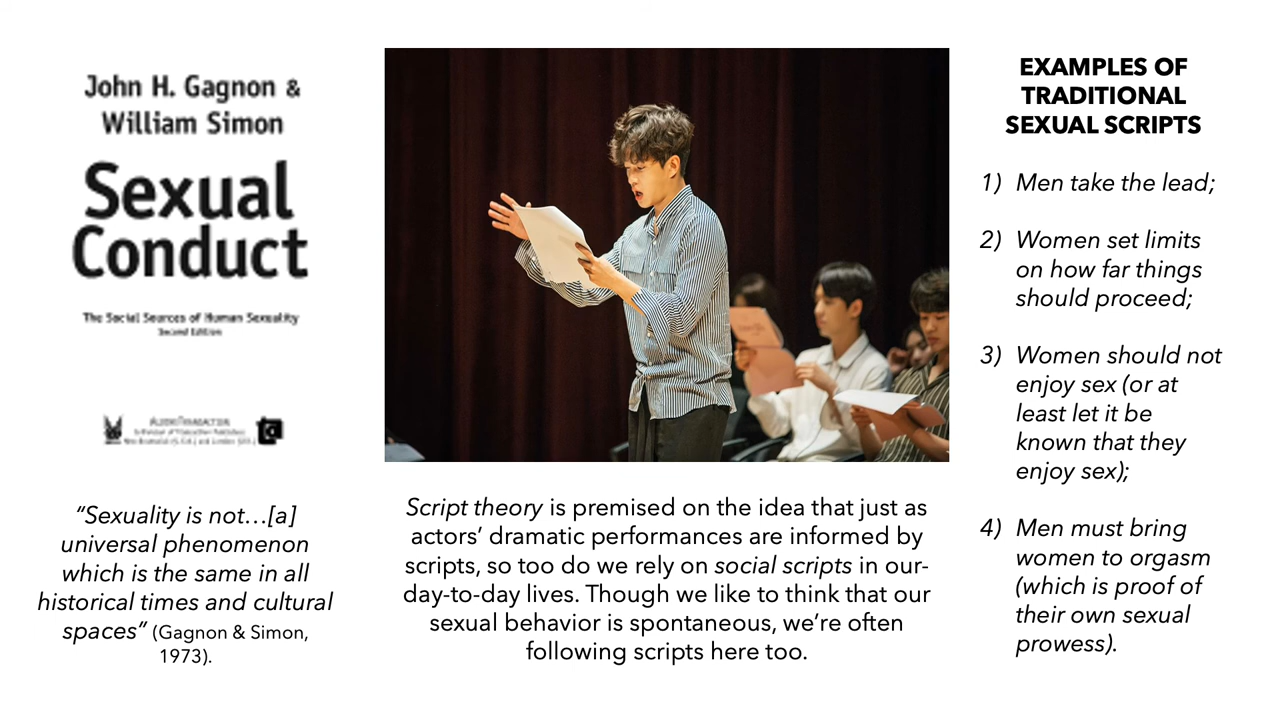 John H. Gagnon &
William Simon
Sexual
Conduct
The Social Sources of Human Sexuality
Second Edition
“Sexuality is not…[a]
universal phenomenon
which is the same in all
historical times and cultural
spaces” (Gagnon & Simon,
1973).
Script theory is premised on the idea that just as
actors’ dramatic performances are informed by
scripts, so too do we rely on social scripts in our-
day-to-day lives. Though we like to think that our
sexual behavior is spontaneous, we’re often
following scripts here too.
EXAMPLES OF
TRADITIONAL
SEXUAL SCRIPTS
1) Men take the lead;
2) Women set limits
on how far things
should proceed;
3) Women should not
enjoy sex (or at
least let it be
known that they
enjoy sex);
4) Men must bring
women to orgasm
(which is proof of
their own sexual
prowess).